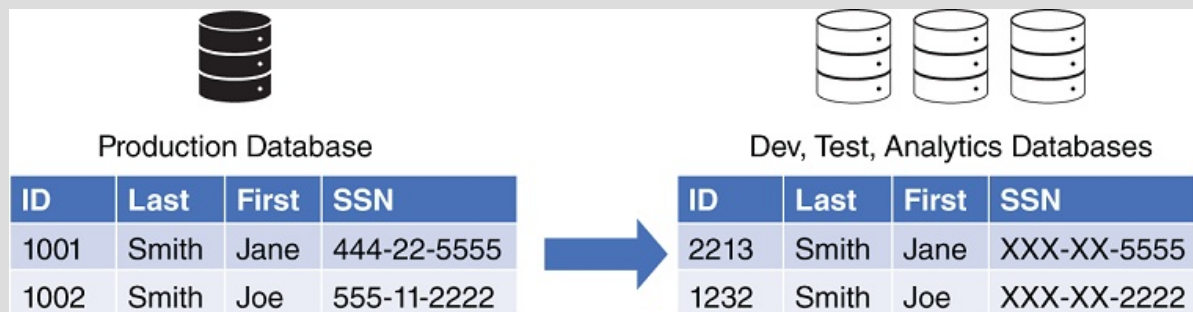 Production Database
ID Last First SSN
1001 Smith Jane 444-22-5555
1002 Smith Joe 555-11-2222
Dev, Test, Analytics Databases
ID Last First SSN
2213 Smith Jane XXX-XX-5555
1232 Smith Joe XXX-XX-2222